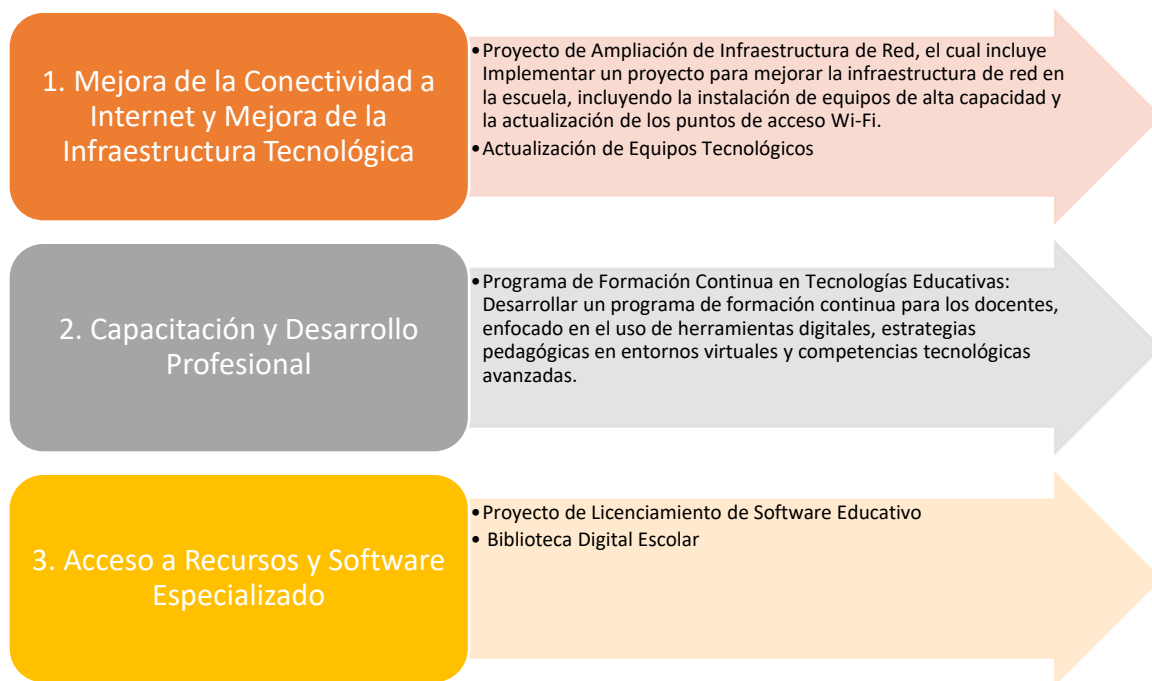 1. Mejora de la Conectividad a
Internet y Mejora de la
Infraestructura Tecnológica
•Proyecto de Ampliación de Infraestructura de Red, el cual incluye
Implementar un proyecto para mejorar la infraestructura de red en
la escuela, incluyendo la instalación de equipos de alta capacidad y
la actualización de los puntos de acceso Wi-Fi.
•Actualización de Equipos Tecnológicos
2. Capacitación y Desarrollo
Profesional
•Programa de Formación Continua en Tecnologías Educativas:
Desarrollar un programa de formación continua para los docentes,
enfocado en el uso de herramientas digitales, estrategias
pedagógicas en entornos virtuales y competencias tecnológicas
avanzadas.
3. Acceso a Recursos y Software
Especializado
•Proyecto de Licenciamiento de Software Educativo
• Biblioteca Digital Escolar